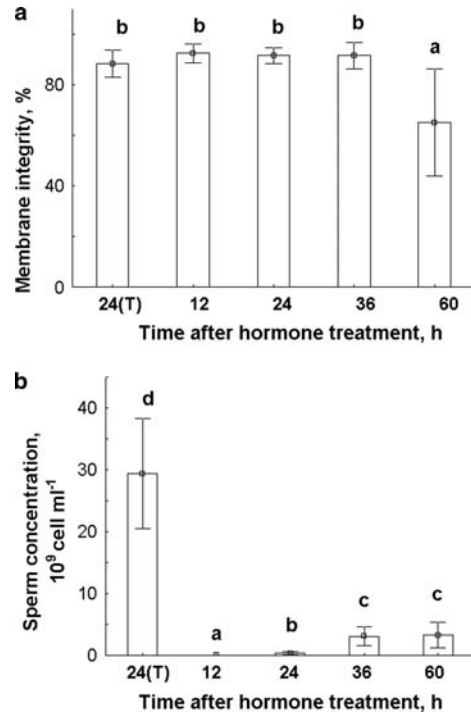 a
b b b b a
80
40
0
Membrane integrity, %
24(T) 12 24 36 60
Time after hormone treatment, h
b
d
40
30
20
10
0
a b c c
Sperm concentration,
10⁹ cell ml⁻¹
24(T) 12 24 36 60
Time after hormone treatment, h